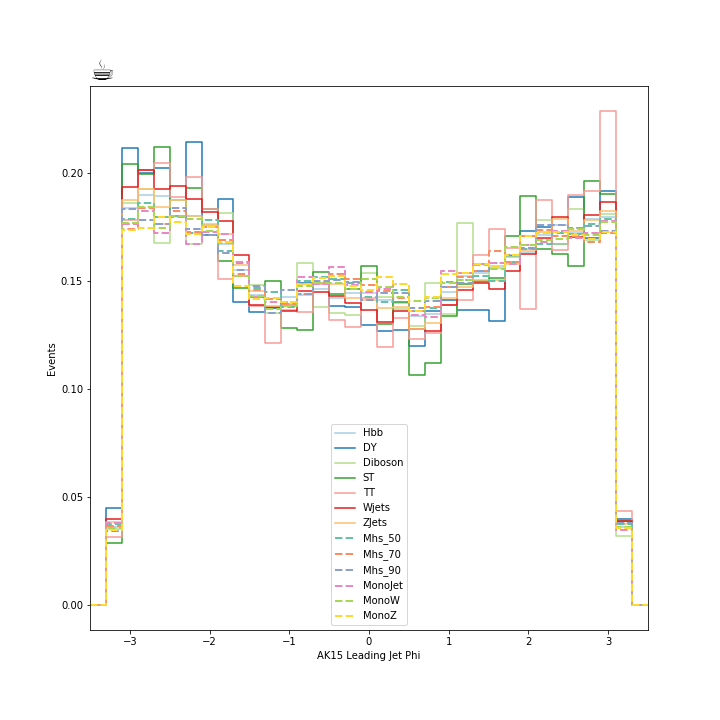 ☕
Events
0.20
0.15
0.10
0.05
0.00
Hbb
DY
Diboson
ST
TT
Wjets
ZJets
Mhs_50
Mhs_70
Mhs_90
MonoJet
MonoW
MonoZ
−3 −2 −1 0 1 2 3
AK15 Leading Jet Phi